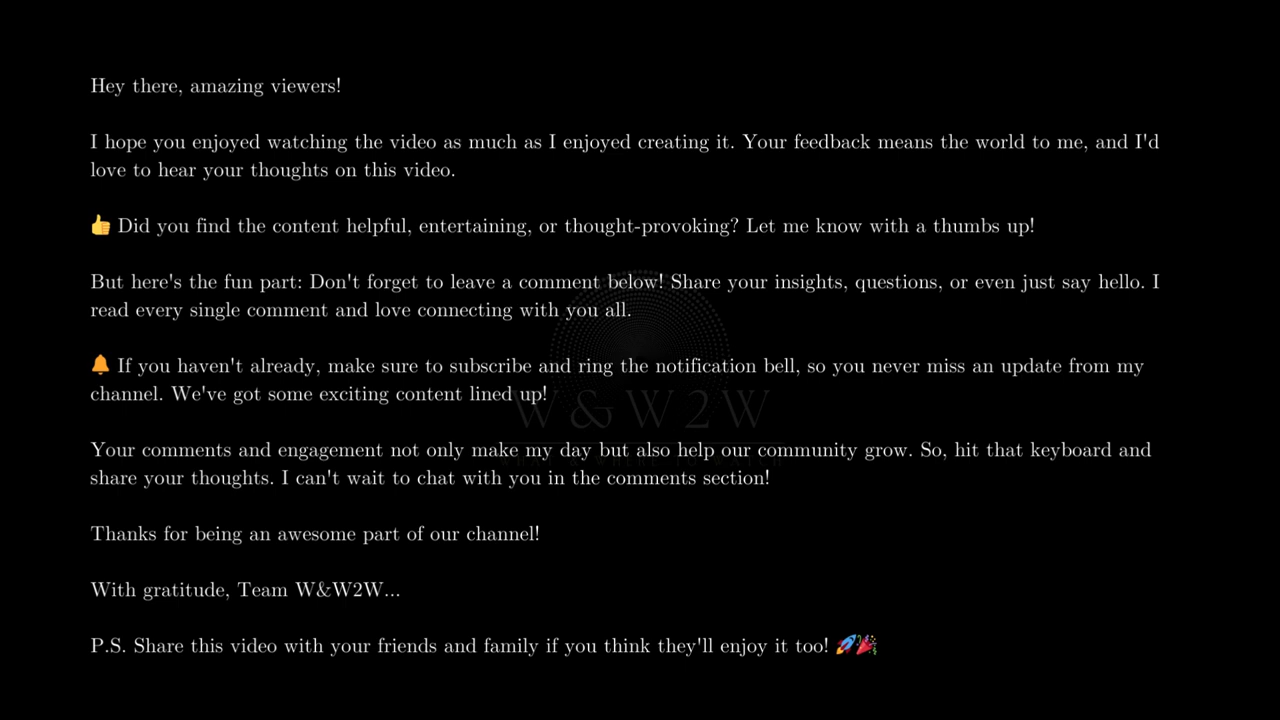 Hey there, amazing viewers!
I hope you enjoyed watching the video as much as I enjoyed creating it. Your feedback means the world to me, and I'd
love to hear your thoughts on this video.
👍 Did you find the content helpful, entertaining, or thought-provoking? Let me know with a thumbs up!
But here's the fun part: Don't forget to leave a comment below! Share your insights, questions, or even just say hello. I
read every single comment and love connecting with you all.
🔔 If you haven't already, make sure to subscribe and ring the notification bell, so you never miss an update from my
channel. We've got some exciting content lined up!
W&W2W
Your comments and engagement not only make my day but also help our community grow. So, hit that keyboard and
share your thoughts. I can't wait to chat with you in the comments section!
Thanks for being an awesome part of our channel!
With gratitude, Team W&W2W...
P.S. Share this video with your friends and family if you think they'll enjoy it too! 🚀🎉